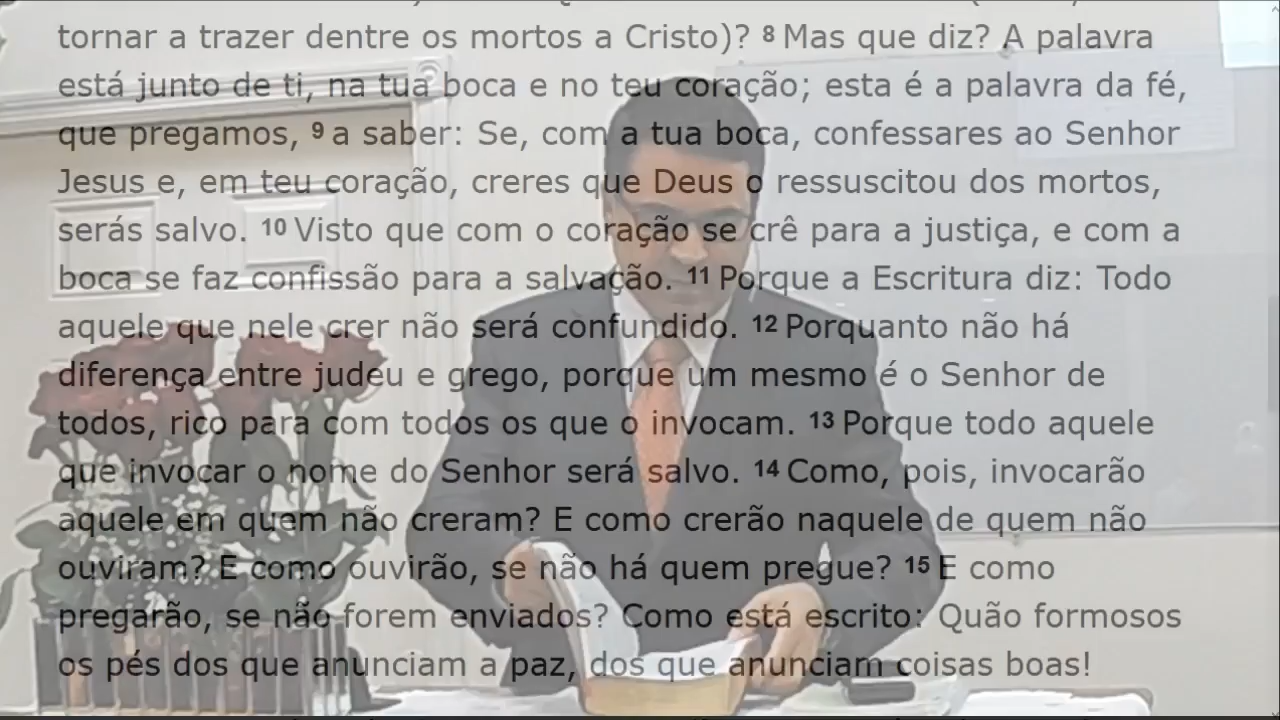 tornar a trazer dentre os mortos a Cristo)? 8 Mas que diz? A palavra
está junto de ti, na tua boca e no teu coração; esta é a palavra da fé,
que pregamos, 9 a saber: Se, com a tua boca, confessares ao Senhor
Jesus e, em teu coração, creres que Deus o ressuscitou dos mortos,
serás salvo. 10 Visto que com o coração se crê para a justiça, e com a
boca se faz confissão para a salvação. 11 Porque a Escritura diz: Todo
aquele que nele crer não será confundido. 12 Porquanto não há
diferença entre judeu e grego, porque um mesmo é o Senhor de
todos, rico para com todos os que o invocam. 13 Porque todo aquele
que invocar o nome do Senhor será salvo. 14 Como, pois, invocarão
aquele em quem não creram? E como crerão naquele de quem não
ouviram? E como ouvirão, se não há quem pregue? 15 E como
pregarão, se não forem enviados? Como está escrito: Quão formosos
os pés dos que anunciam a paz, dos que anunciam coisas boas!